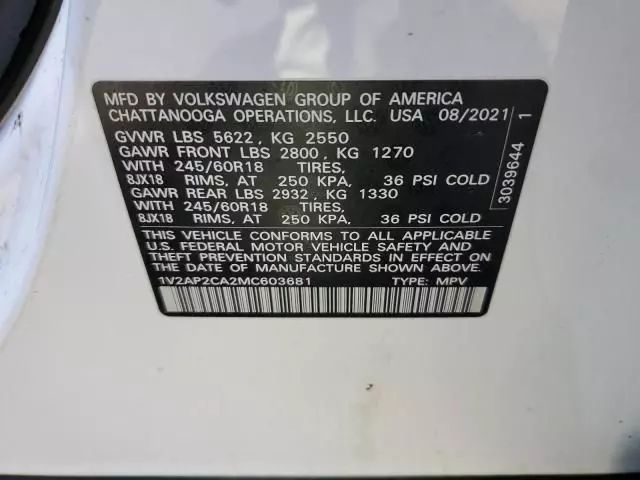 MFD BY VOLKSWAGEN GROUP OF AMERICA
CHATTANOOGA OPERATIONS, LLC. USA 08/2021
GVWR LBS 5622, KG 2550
GAWR FRONT LBS 2800, KG 1270
WITH 245/60R18 TIRES,
8JX18 RIMS, AT 250 KPA, 36 PSI COLD
GAWR REAR LBS 2932, KG 1330
WITH 245/60R18 TIRES,
8JX18 RIMS, AT 250 KPA, 36 PSI COLD
THIS VEHICLE CONFORMS TO ALL APPLICABLE
U.S. FEDERAL MOTOR VEHICLE SAFETY AND
THEFT PREVENTION STANDARDS IN EFFECT ON
THE DATE OF MANUFACTURE SHOWN ABOVE.
1V2AP2CA2MC603681 TYPE: MPV
3039644 1